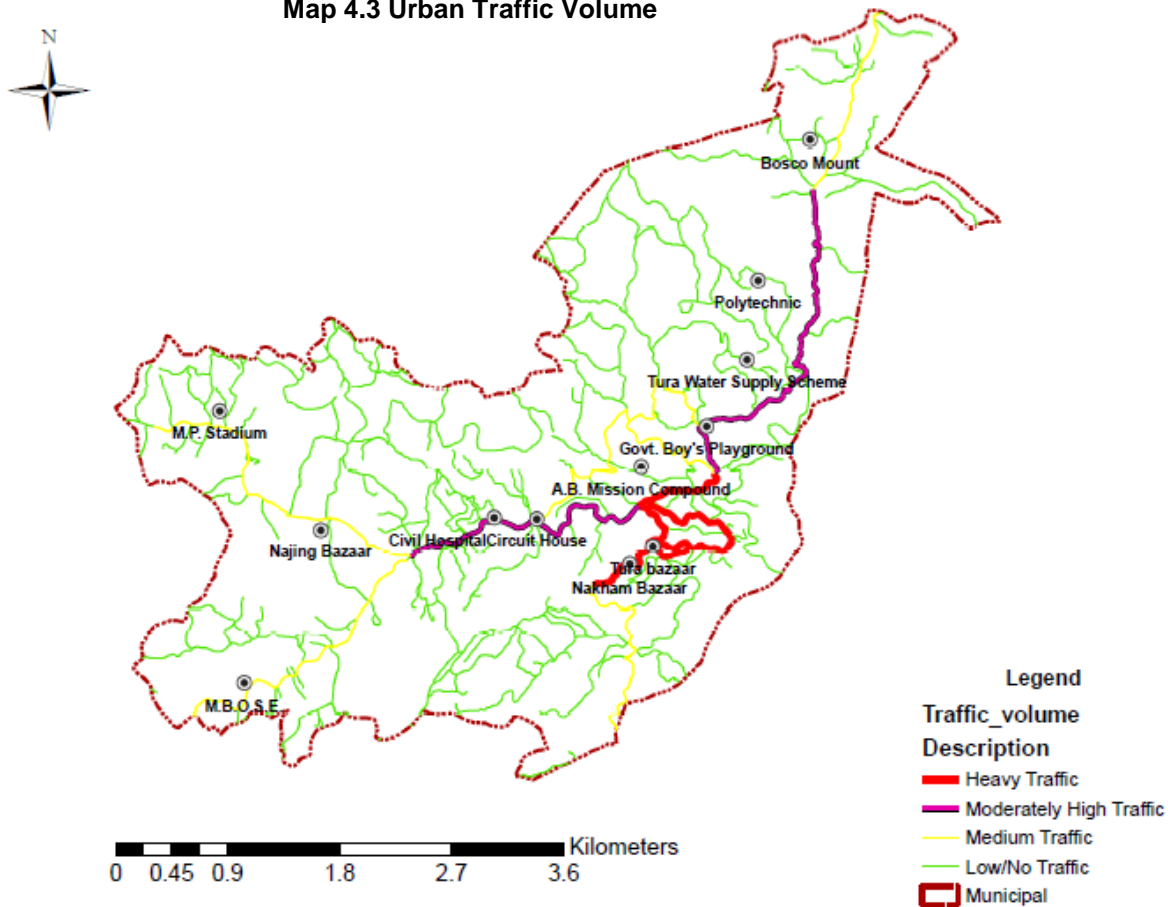 Map 4.3 Urban Traffic Volume
N
Bosco Mount
Polytechnic
Tura Water Supply Scheme
M.P. Stadium
Govt. Boy's Playground
A.B. Mission Compound
Civil Hospital
Circuit House
Najing Bazaar
Tura bazaar
Nakham Bazaar
M.B.O.S.E
Legend
Traffic_volume
Description
Heavy Traffic
Moderately High Traffic
Medium Traffic
Low/No Traffic
Municipal
Kilometers
0 0.45 0.9 1.8 2.7 3.6